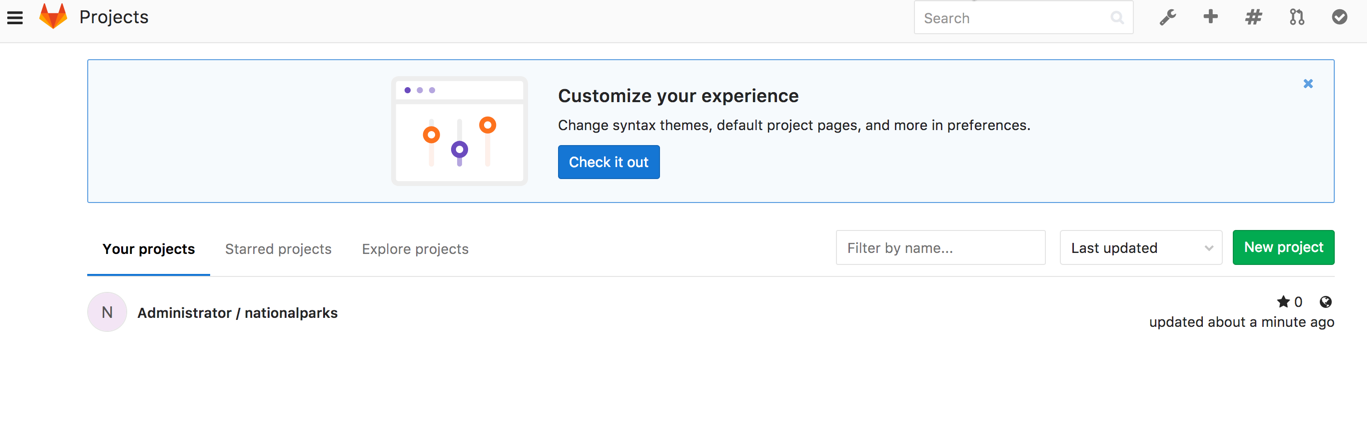 Projects
Search
Customize your experience
Change syntax themes, default project pages, and more in preferences.
Check it out
Your projects
Starred projects
Explore projects
Filter by name...
Last updated
New project
N
Administrator / nationalparks
0
updated about a minute ago